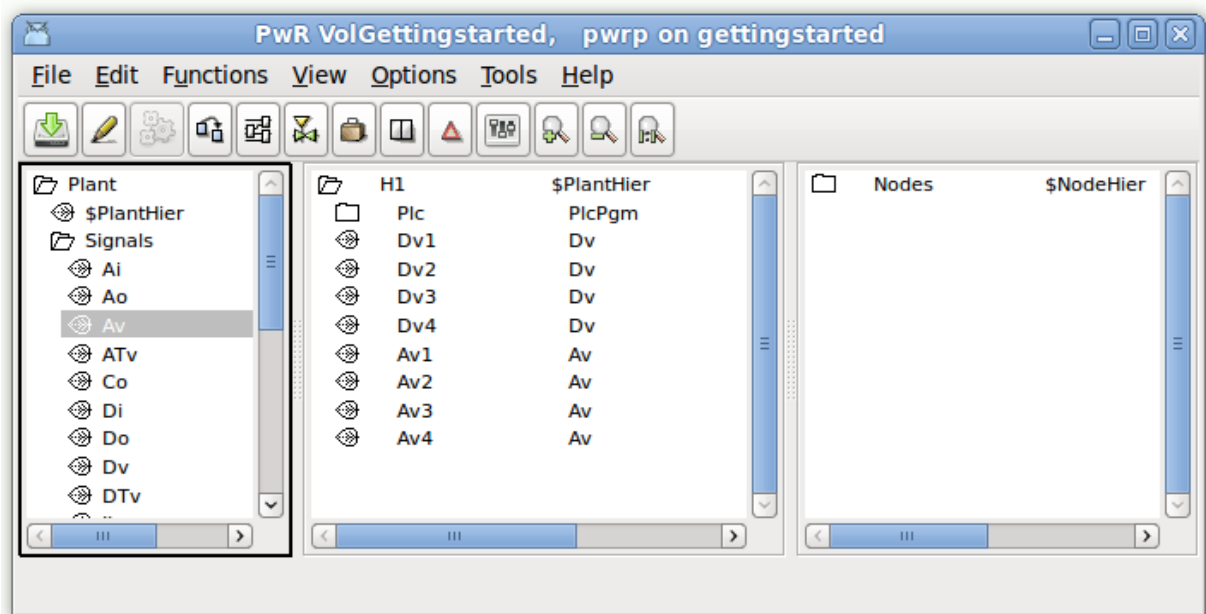 PwR VolGettingstarted, pwrp on gettingstarted
File Edit Functions View Options Tools Help
Plant
$PlantHier
Signals
Ai
Ao
Av
ATv
Co
Di
Do
Dv
DTv
H1 $PlantHier
Plc PlcPgm
Dv1 Dv
Dv2 Dv
Dv3 Dv
Dv4 Dv
Av1 Av
Av2 Av
Av3 Av
Av4 Av
Nodes $NodeHier